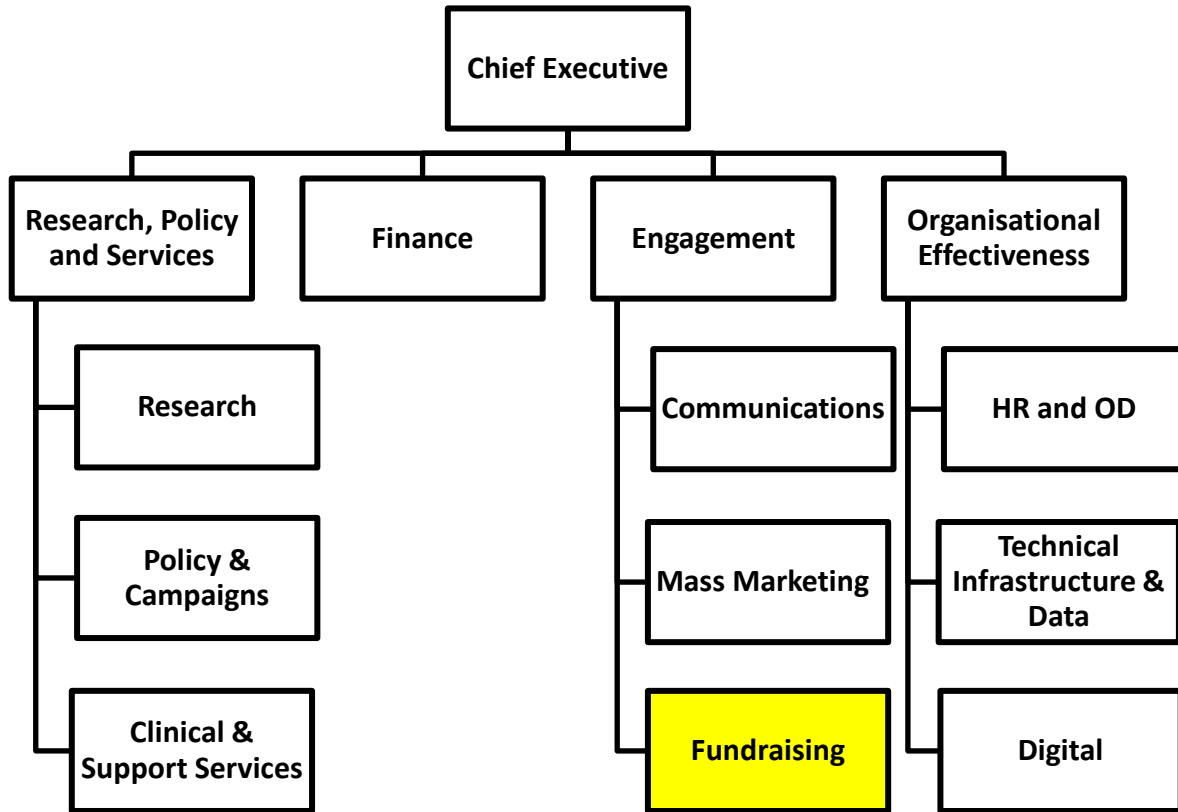 Chief Executive
Research, Policy
and Services
Finance
Engagement
Organisational
Effectiveness
Research
Policy &
Campaigns
Clinical &
Support Services
Communications
Mass Marketing
Fundraising
HR and OD
Technical
Infrastructure &
Data
Digital